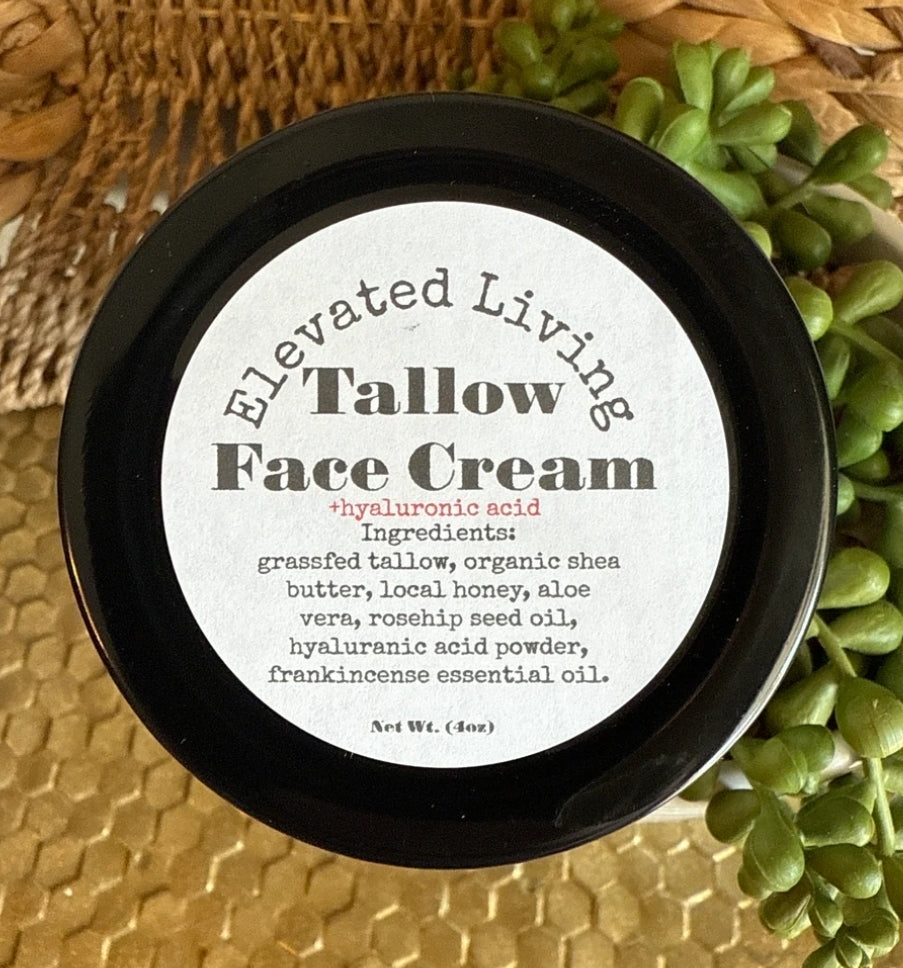 Elevated Living
Tallow
Face Cream
+hyaluronic acid
Ingredients:
grassfed tallow, organic shea
butter, local honey, aloe
vera, rosehip seed oil,
hyaluranic acid powder,
frankincense essential oil.
Net Wt. (4oz)